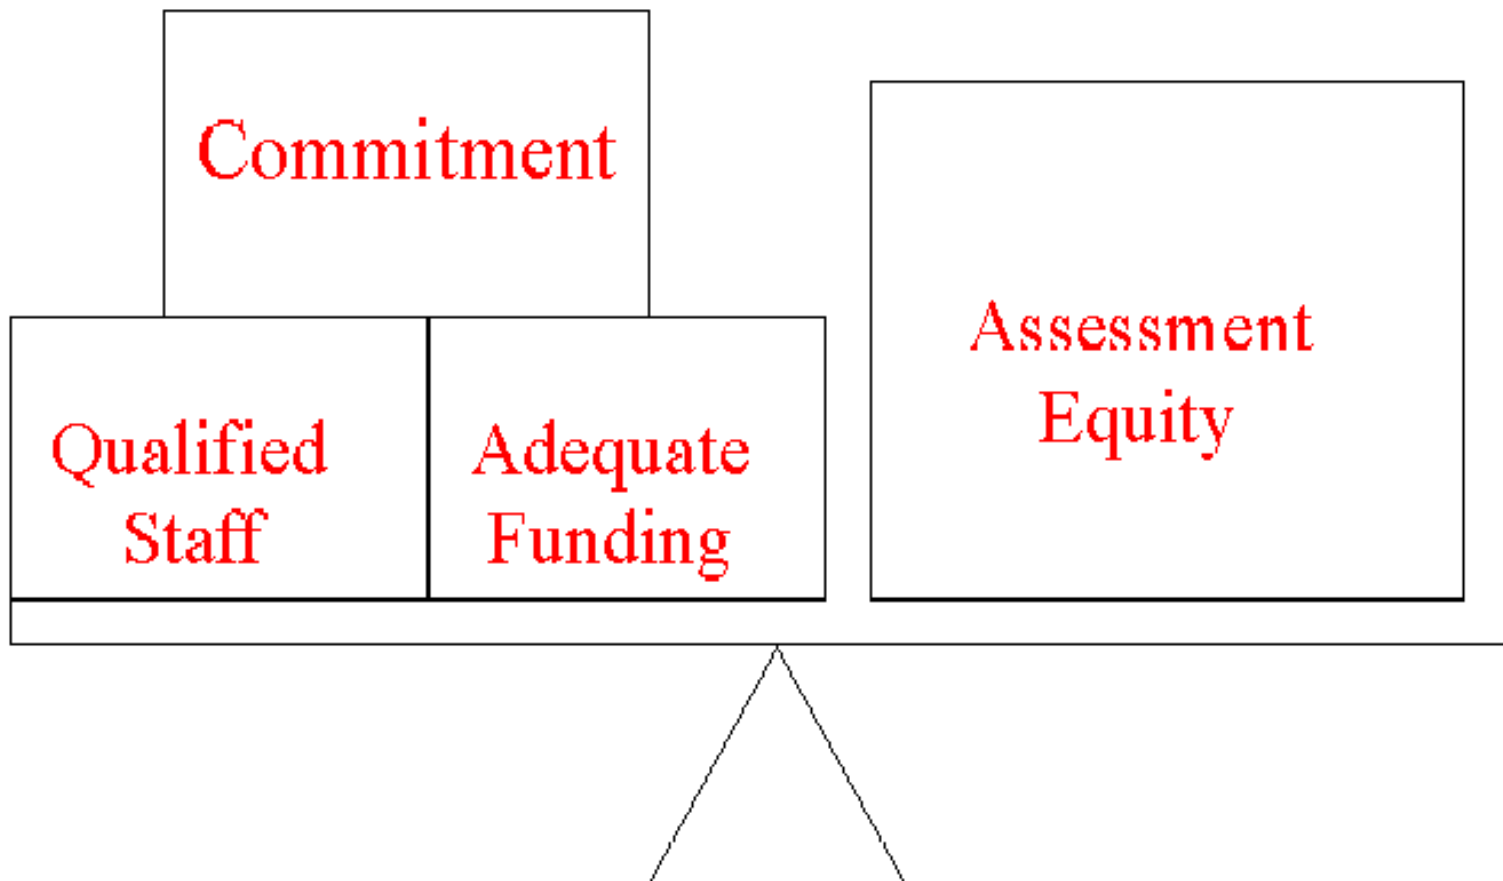 Commitment
Qualified
Staff
Adequate
Funding
Assessment
Equity